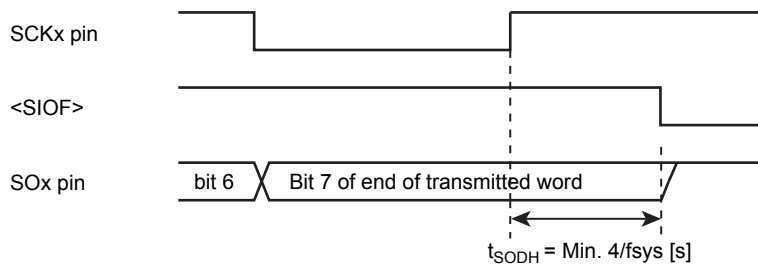 SCKx pin
<SIOF>
SOx pin
bit 6
Bit 7 of end of transmitted word
tSODH = Min. 4/fsys [s]